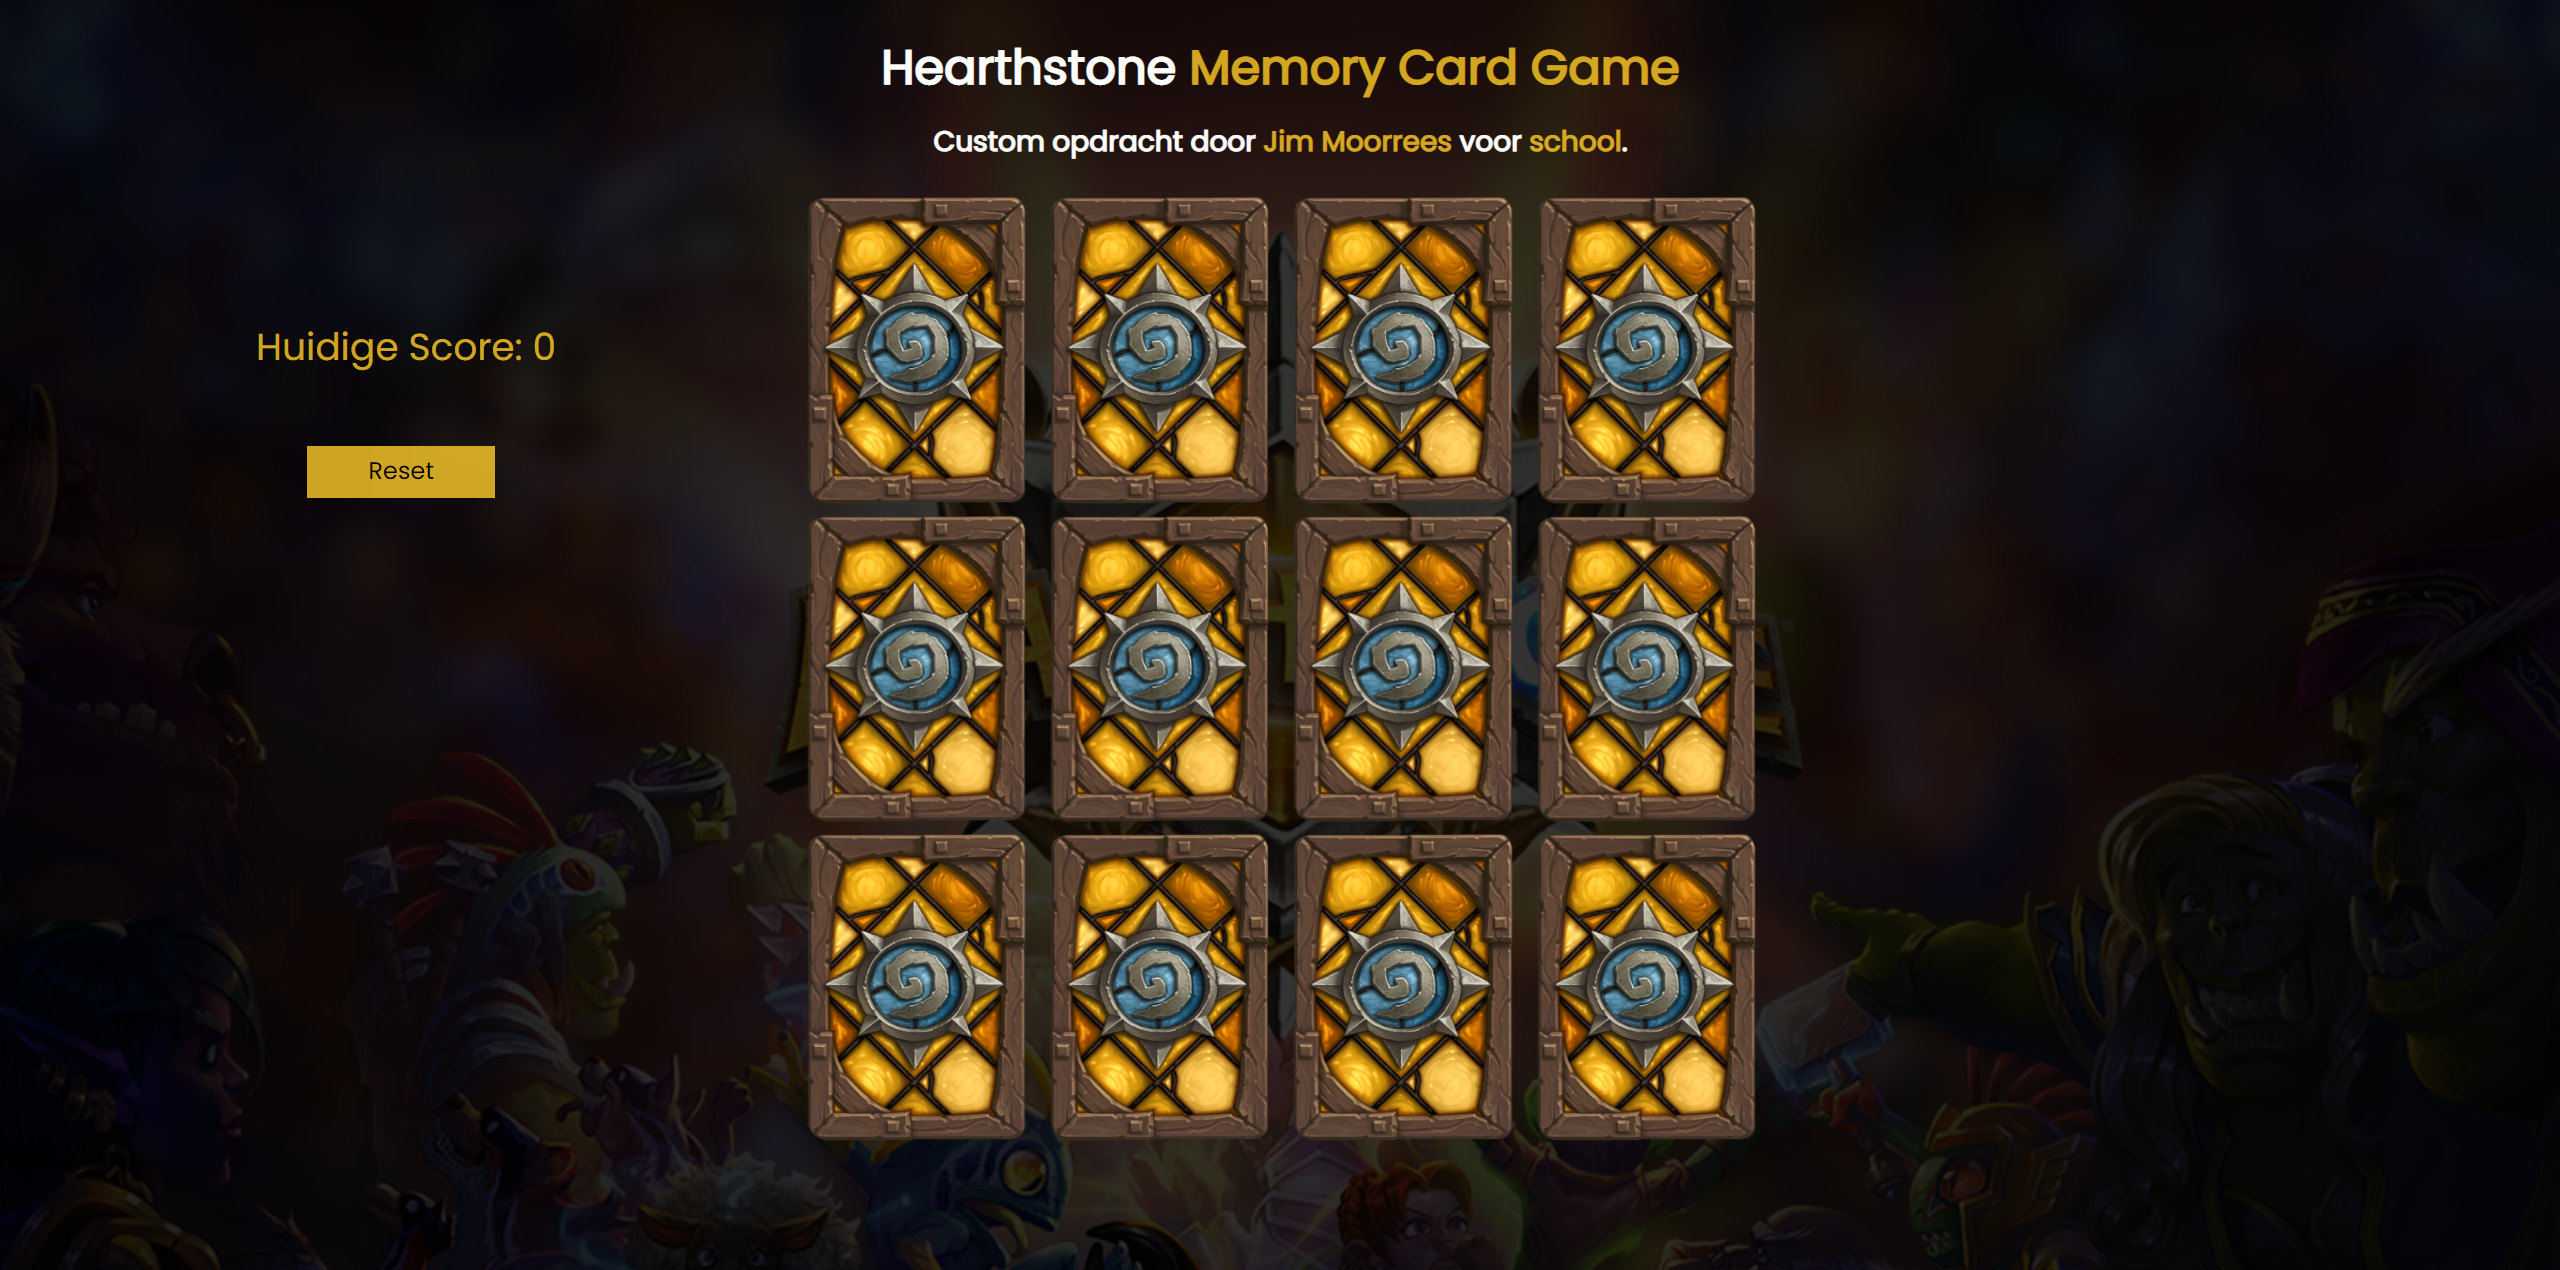 Hearthstone Memory Card Game
Custom opdracht door Jim Moorrees voor school.
Huidige Score: 0
Reset